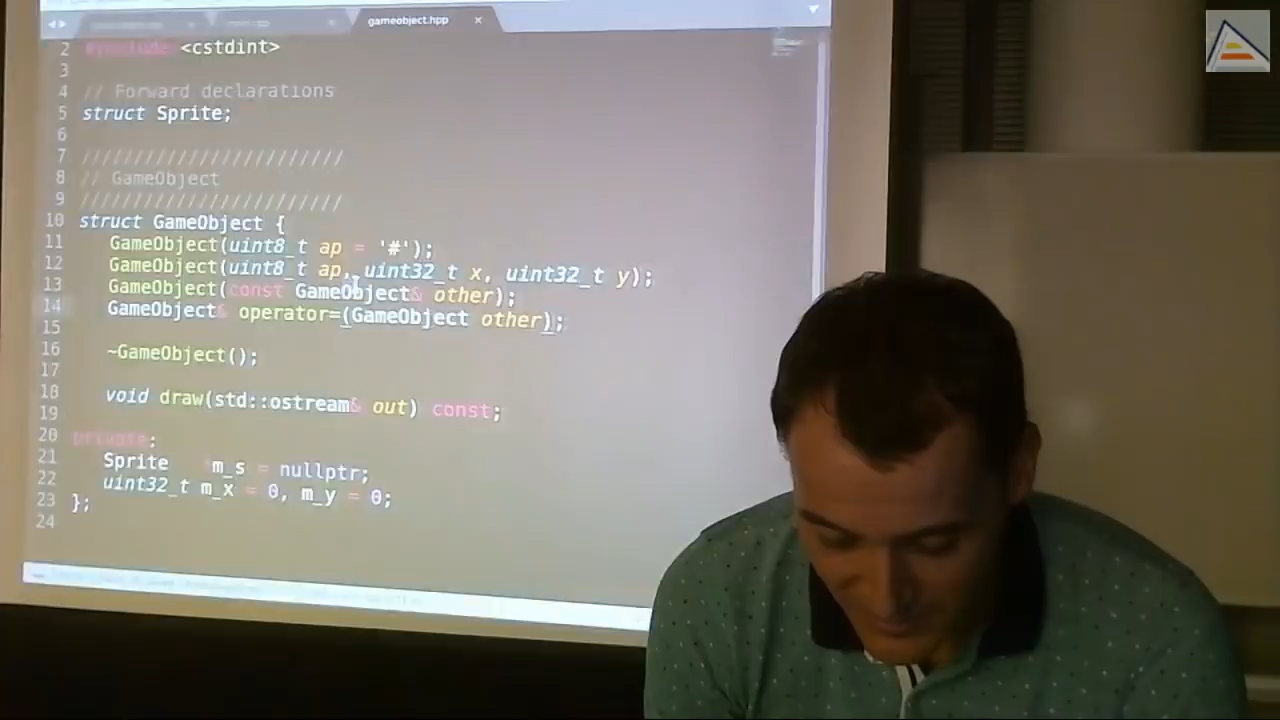 gameobject.hpp ×
2 #include <cstdint>
3
4 // Forward declarations
5 struct Sprite;
6
7 ////////////////////////
8 // GameObject
9 ////////////////////////
10 struct GameObject {
11 GameObject(uint8_t ap = '#');
12 GameObject(uint8_t ap, uint32_t x, uint32_t y);
13 GameObject(const GameObject& other);
14 GameObject& operator=(GameObject other);
15
16 ~GameObject();
17
18 void draw(std::ostream& out) const;
19
20 private:
21 Sprite *m_s = nullptr;
22 uint32_t m_x = 0, m_y = 0;
23 };
24